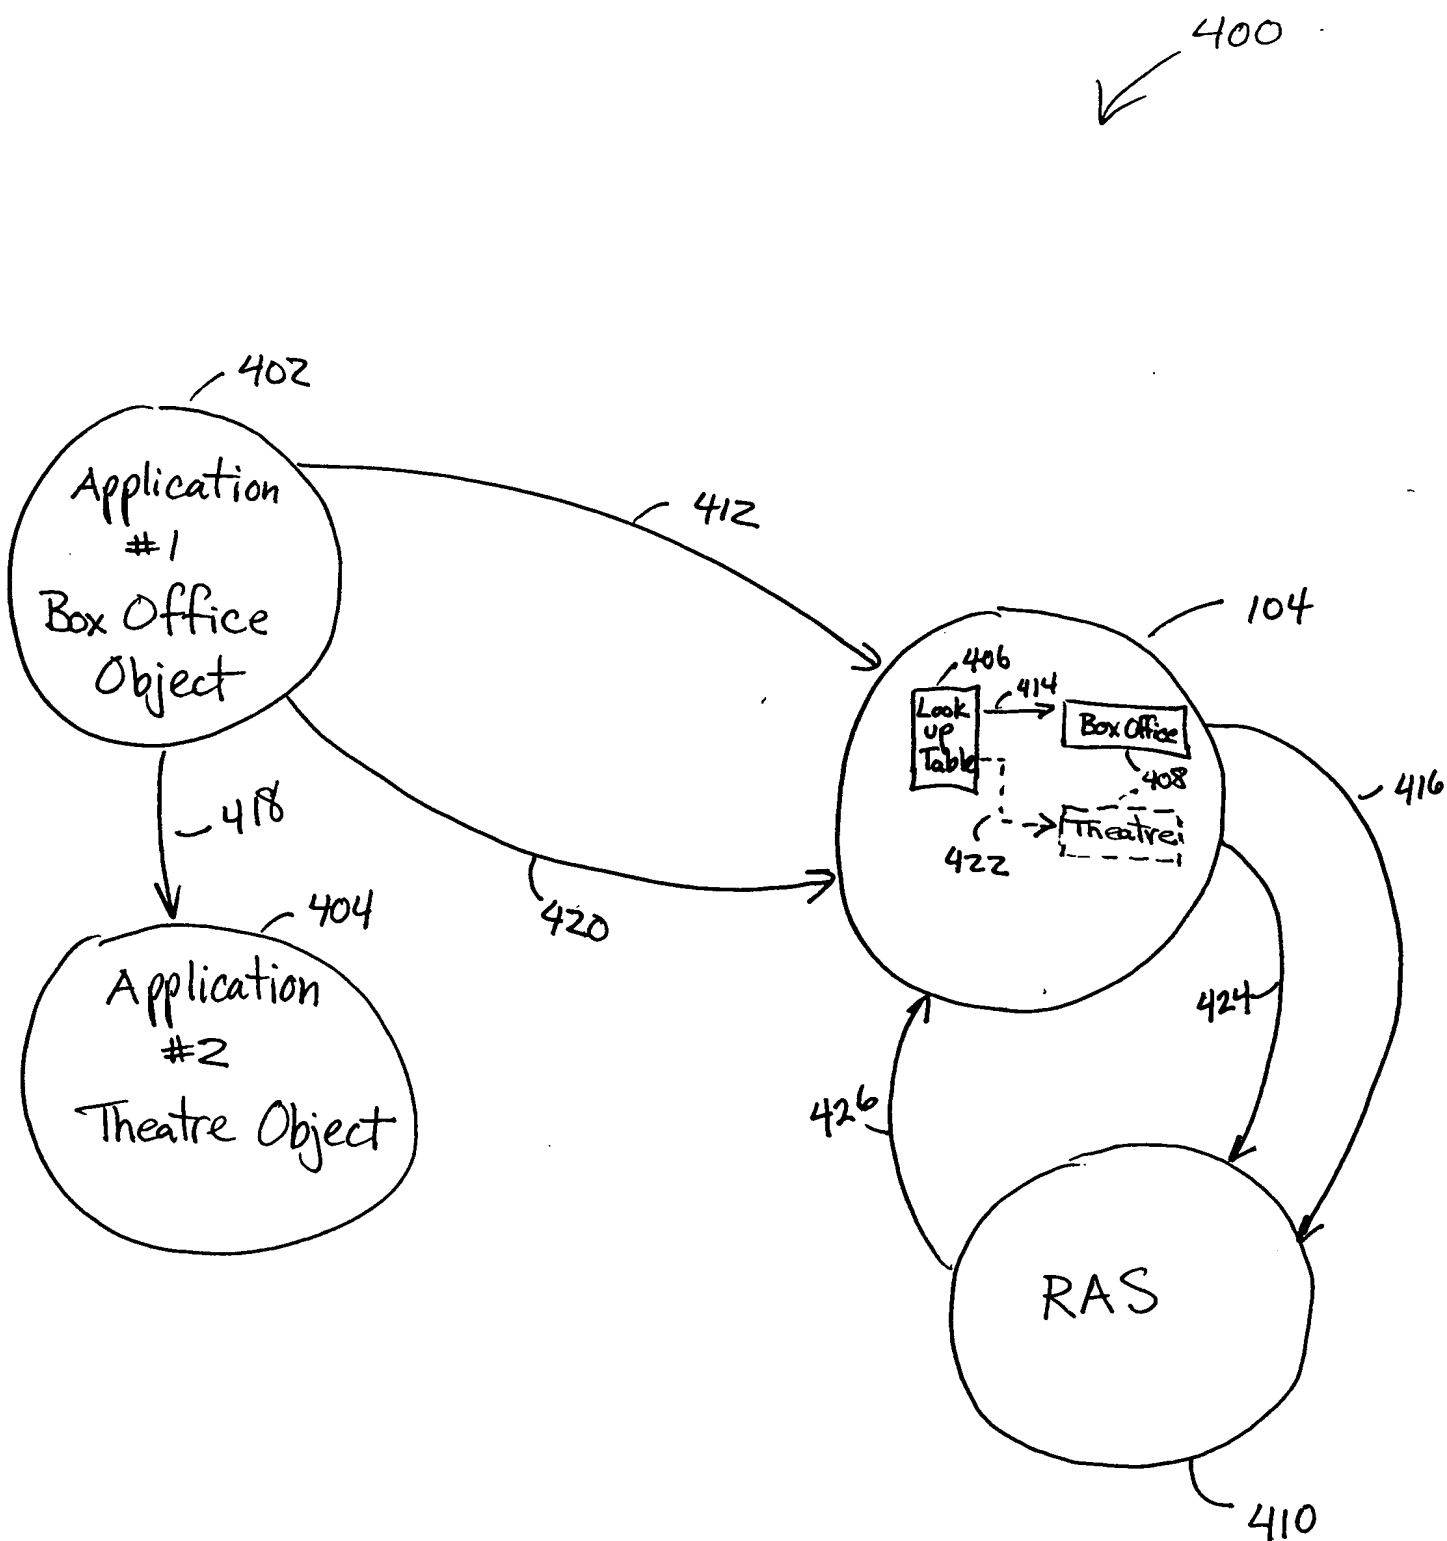 400
402
Application
#1
Box Office
Object
412
104
406
414
Look
up
Table
Box Office
408
416
Theatre
422
418
420
404
Application
#2
Theatre Object
424
426
RAS
410